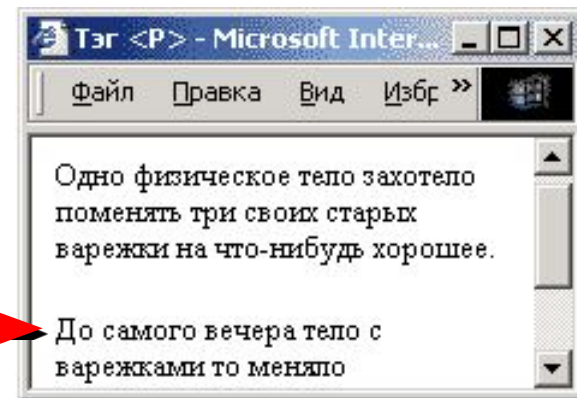 Тэг <P> - Microsoft Inter...
Файл Правка Вид Избр »
Одно физическое тело захотело
поменять три своих старых
варежки на что-нибудь хорошее.
До самого вечера тело с
варежками то меняло